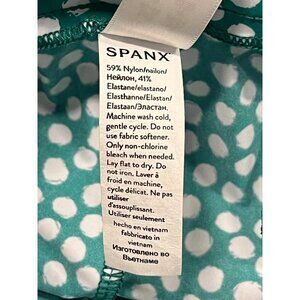 SPANX
59% Nylon/nailon/
Нейлон, 41%
Elastane/elastano/
Elasthanne/Elastan/
Elastaan/Эластан.
Machine wash cold,
gentle cycle. Do not
use fabric softener.
Only non-chlorine
bleach when needed.
Lay flat to dry. Do
not iron. Laver à
froid en machine,
cycle délicat. Ne pas
utiliser
d'assouplissant.
Utiliser seulement
hecho en vietnam
fabbricato in
vietnam
Изготовлено во
Вьетнаме